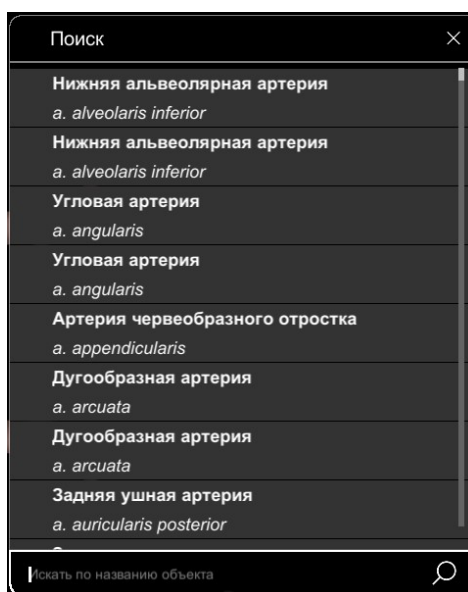 Поиск
Нижняя альвеолярная артерия
a. alveolaris inferior
Нижняя альвеолярная артерия
a. alveolaris inferior
Угловая артерия
a. angularis
Угловая артерия
a. angularis
Артерия червеобразного отростка
a. appendicularis
Дугообразная артерия
a. arcuata
Дугообразная артерия
a. arcuata
Задняя ушная артерия
a. auricularis posterior
Искать по названию объекта